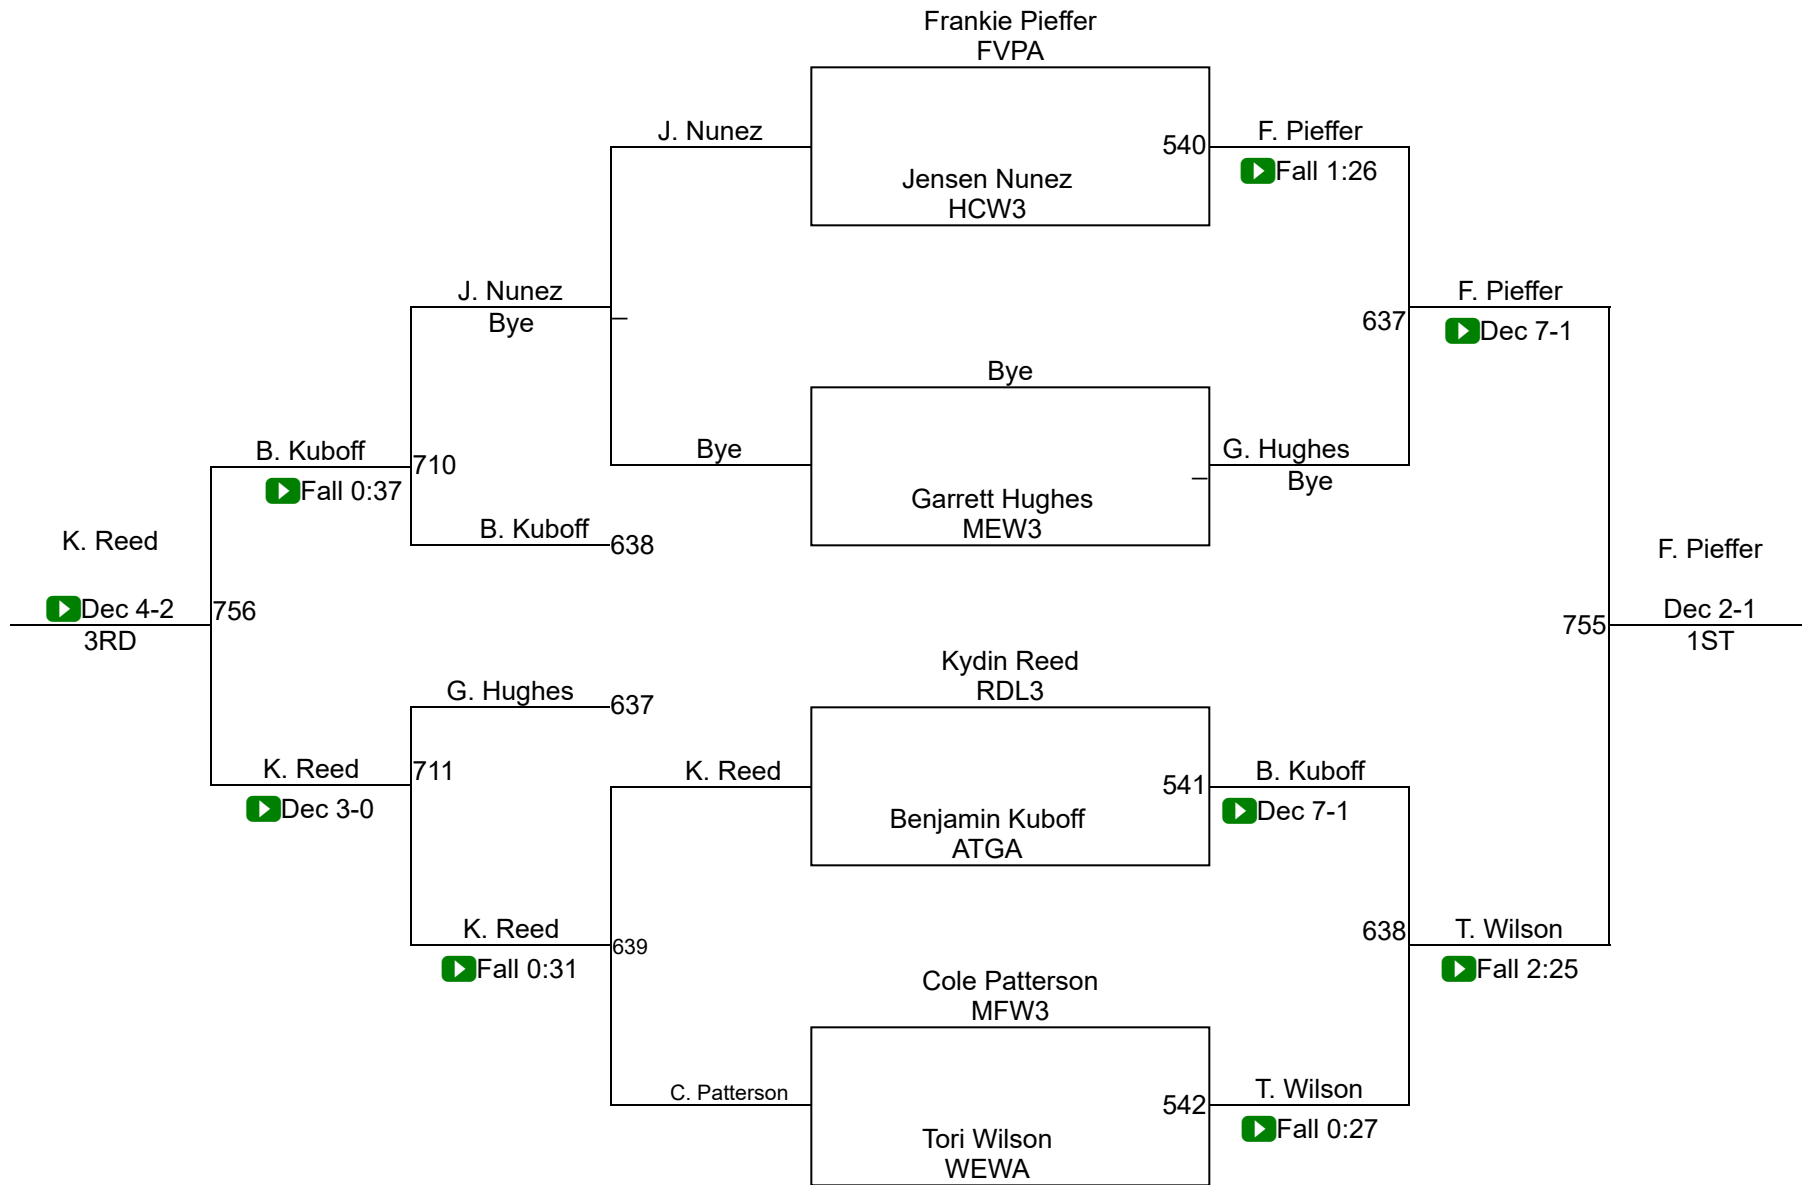 Frankie Pieffer
FVPA
J. Nunez
540
F. Pieffer
Fall 1:26
Jensen Nunez
HCW3
J. Nunez
Bye
F. Pieffer
637
Dec 7-1
Bye
B. Kuboff
710
Fall 0:37
Bye
G. Hughes
Bye
Garrett Hughes
MEW3
B. Kuboff
638
K. Reed
Dec 4-2
756
3RD
F. Pieffer
755
Dec 2-1
1ST
Kydin Reed
RDL3
G. Hughes
637
K. Reed
711
Dec 3-0
K. Reed
541
B. Kuboff
Dec 7-1
Benjamin Kuboff
ATGA
K. Reed
639
Fall 0:31
638
T. Wilson
Fall 2:25
Cole Patterson
MFW3
C. Patterson
542
T. Wilson
Fall 0:27
Tori Wilson
WEWA